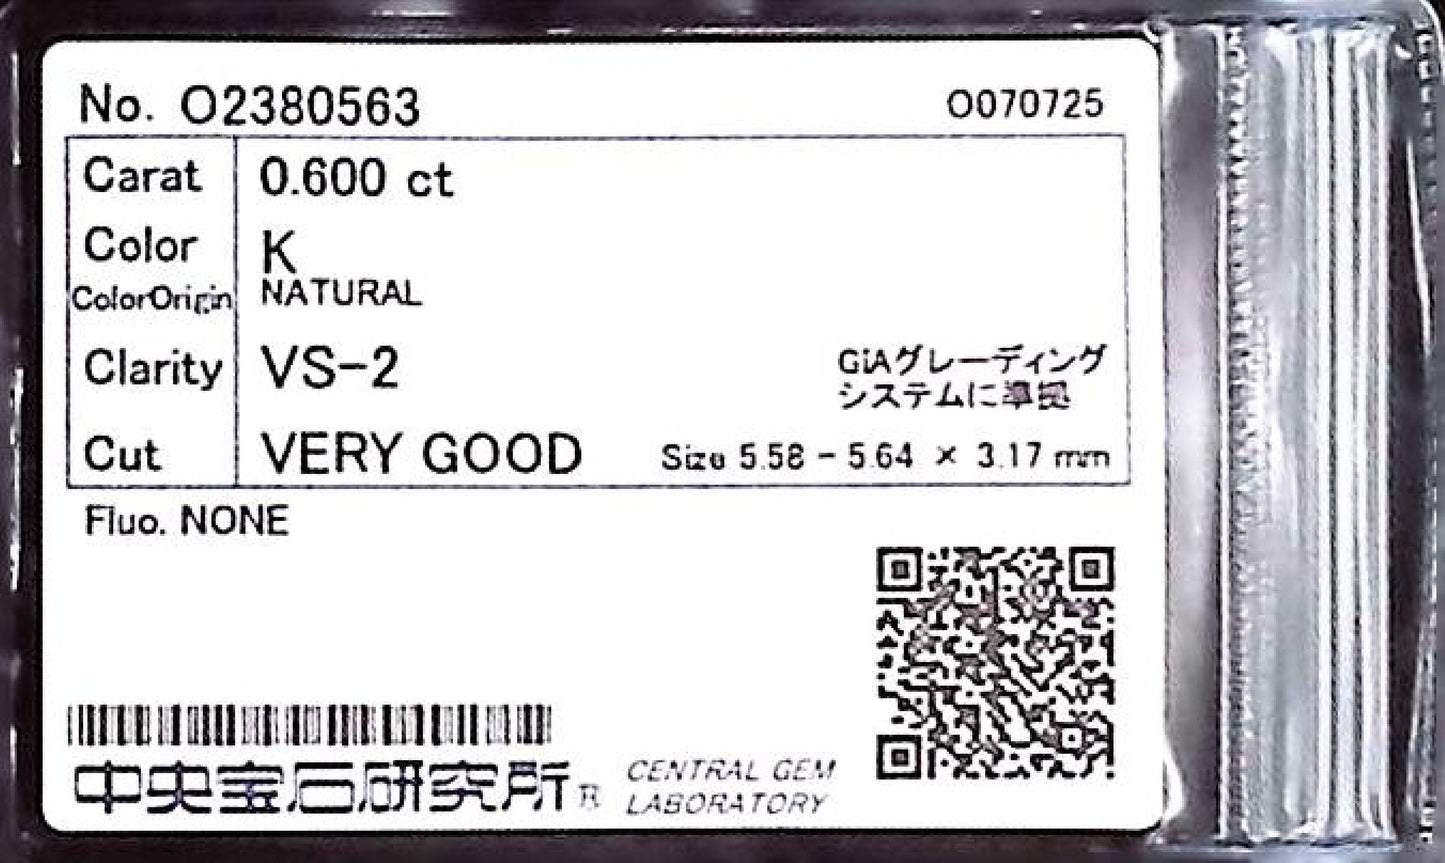 No. O2380563
O070725
Carat 0.600 ct
Color K
ColorOrigin NATURAL
Clarity VS-2
GIAグレーディング
システムに準拠
Cut VERY GOOD Size 5.58 - 5.64 × 3.17 mm
Fluo. NONE
中央宝石研究所® CENTRAL GEM
LABORATORY